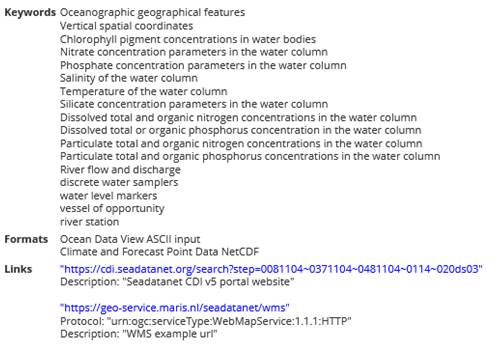 Keywords Oceanographic geographical features
Vertical spatial coordinates
Chlorophyll pigment concentrations in water bodies
Nitrate concentration parameters in the water column
Phosphate concentration parameters in the water column
Salinity of the water column
Temperature of the water column
Silicate concentration parameters in the water column
Dissolved total and organic nitrogen concentrations in the water column
Dissolved total or organic phosphorus concentration in the water column
Particulate total and organic nitrogen concentrations in the water column
Particulate total and organic phosphorus concentrations in the water column
River flow and discharge
discrete water samplers
water level markers
vessel of opportunity
river station
Formats Ocean Data View ASCII input
Climate and Forecast Point Data NetCDF
Links "https://cdi.seadatanet.org/search?step=0081104~0371104~0481104~0114~020ds03"
Description: "Seadatanet CDI v5 portal website"
"https://geo-service.maris.nl/seadatanet/wms"
Protocol: "urn:ogc:serviceType:WebMapService:1.1.1:HTTP"
Description: "WMS example url"